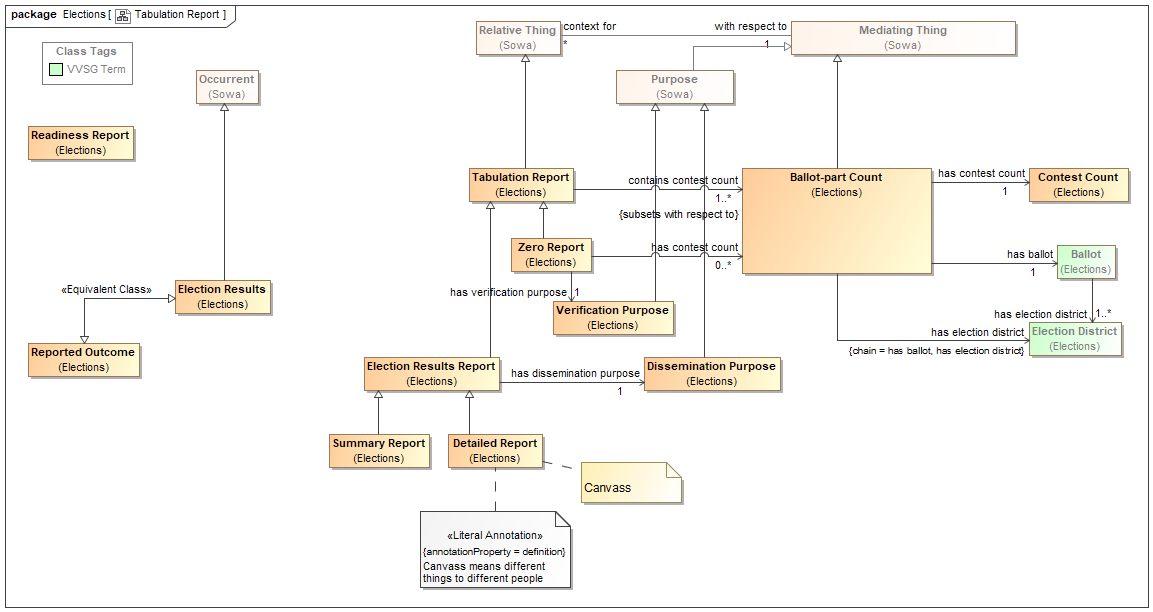 package Elections [ Tabulation Report ]
Class Tags
VVSG Term
Occurrent
(Sowa)
Relative Thing
(Sowa)
context for
*
with respect to
1
Mediating Thing
(Sowa)
Purpose
(Sowa)
Readiness Report
(Elections)
Tabulation Report
(Elections)
contains contest count
1..*
{subsets with respect to}
Ballot-part Count
(Elections)
has contest count
1
Contest Count
(Elections)
Zero Report
(Elections)
has contest count
0..*
has ballot
1
Ballot
(Elections)
«Equivalent Class»
Election Results
(Elections)
has verification purpose
1
Verification Purpose
(Elections)
has election district
1..*
has election district
{chain = has ballot, has election district}
Election District
(Elections)
Reported Outcome
(Elections)
Election Results Report
(Elections)
has dissemination purpose
1
Dissemination Purpose
(Elections)
Summary Report
(Elections)
Detailed Report
(Elections)
Canvass
«Literal Annotation»
{annotationProperty = definition}
Canvass means different
things to different people